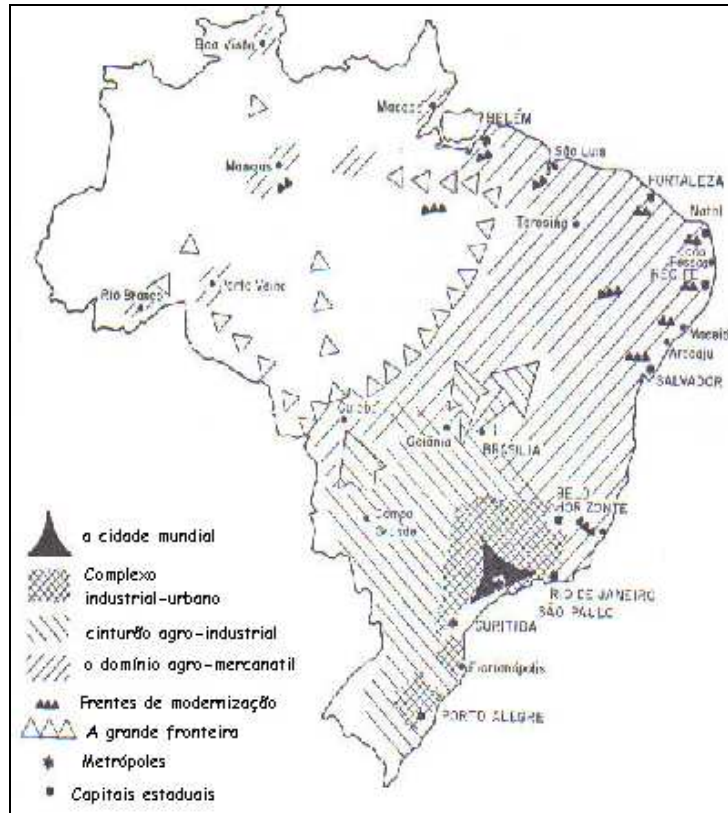 Boa Vista
Macapá
BELÉM
São Luis
Manaus
FORTALEZA
Natal
Teresina
João
Pessoa
RECIFE
Porto Velho
Rio Branco
Maceió
Aracaju
SALVADOR
Cuiabá
Goiânia
BRASÍLIA
BELO
HORIZONTE
Campo
Grande
a cidade mundial
Complexo
industrial-urbano
RIO DE JANEIRO
SÃO PAULO
CURITIBA
cinturão agro-industrial
o domínio agro-mercanatil
Florianópolis
Frentes de modernização
PORTO ALEGRE
A grande fronteira
Metrópoles
Capitais estaduais